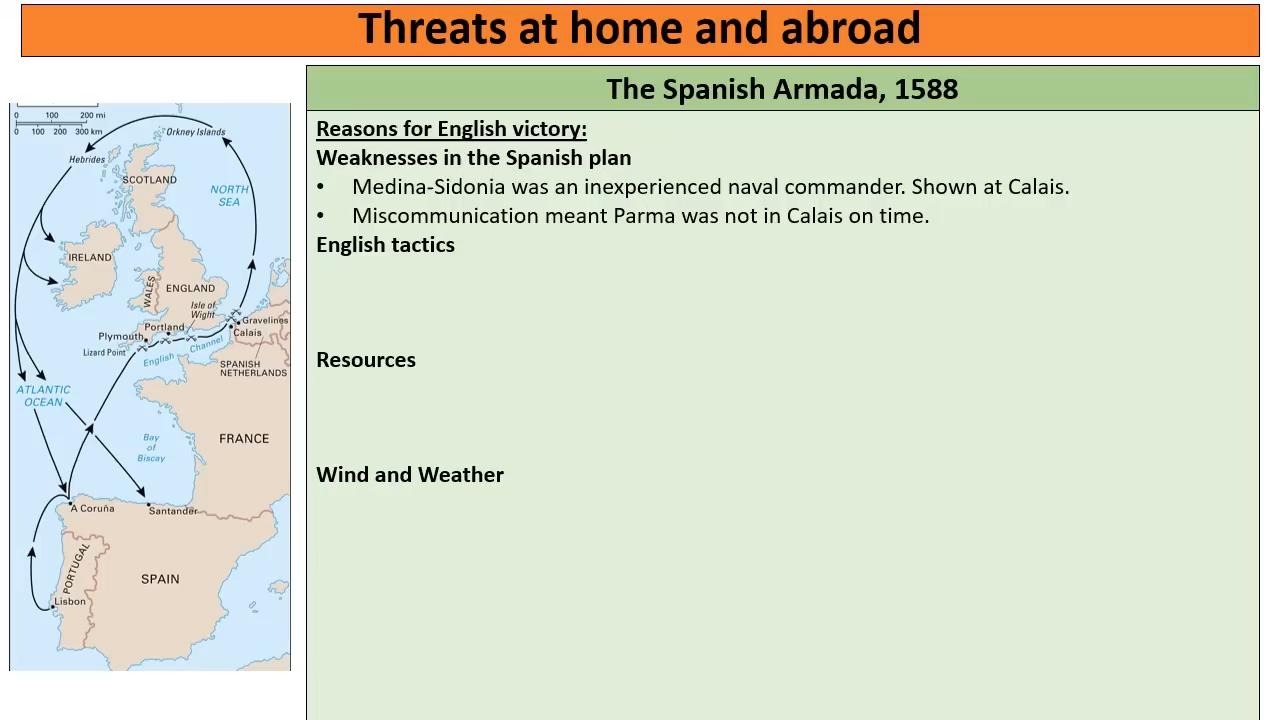 Threats at home and abroad
The Spanish Armada, 1588
Reasons for English victory:
Weaknesses in the Spanish plan
• Medina-Sidonia was an inexperienced naval commander. Shown at Calais.
• Miscommunication meant Parma was not in Calais on time.
English tactics
Resources
Wind and Weather
0 100 200 mi
0 100 200 300 km
Orkney Islands
Hebrides
SCOTLAND
NORTH
SEA
IRELAND
WALES
ENGLAND
Isle of
Wight
Portland
Plymouth
Gravelines
Calais
Lizard Point
English Channel
SPANISH
NETHERLANDS
ATLANTIC
OCEAN
Bay
of
Biscay
FRANCE
A Coruña
Santander
PORTUGAL
SPAIN
Lisbon